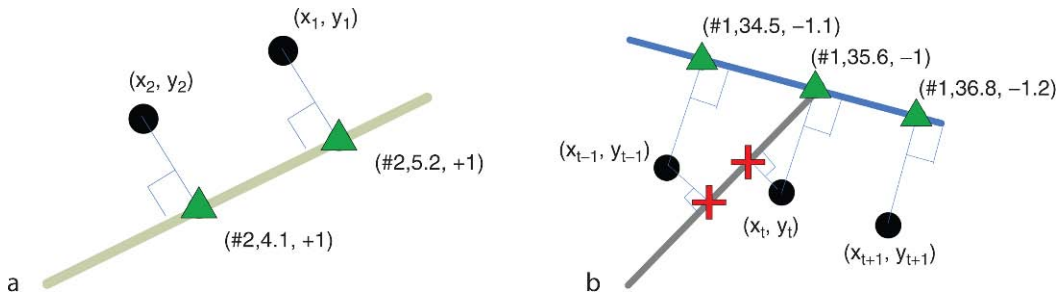 (x₁, y₁)
(x₂, y₂)
(#2,5.2, +1)
(#2,4.1, +1)
a
(#1,34.5, −1.1)
(#1,35.6, −1)
(#1,36.8, −1.2)
(xₜ₋₁, yₜ₋₁)
(xₜ, yₜ)
(xₜ₊₁, yₜ₊₁)
b